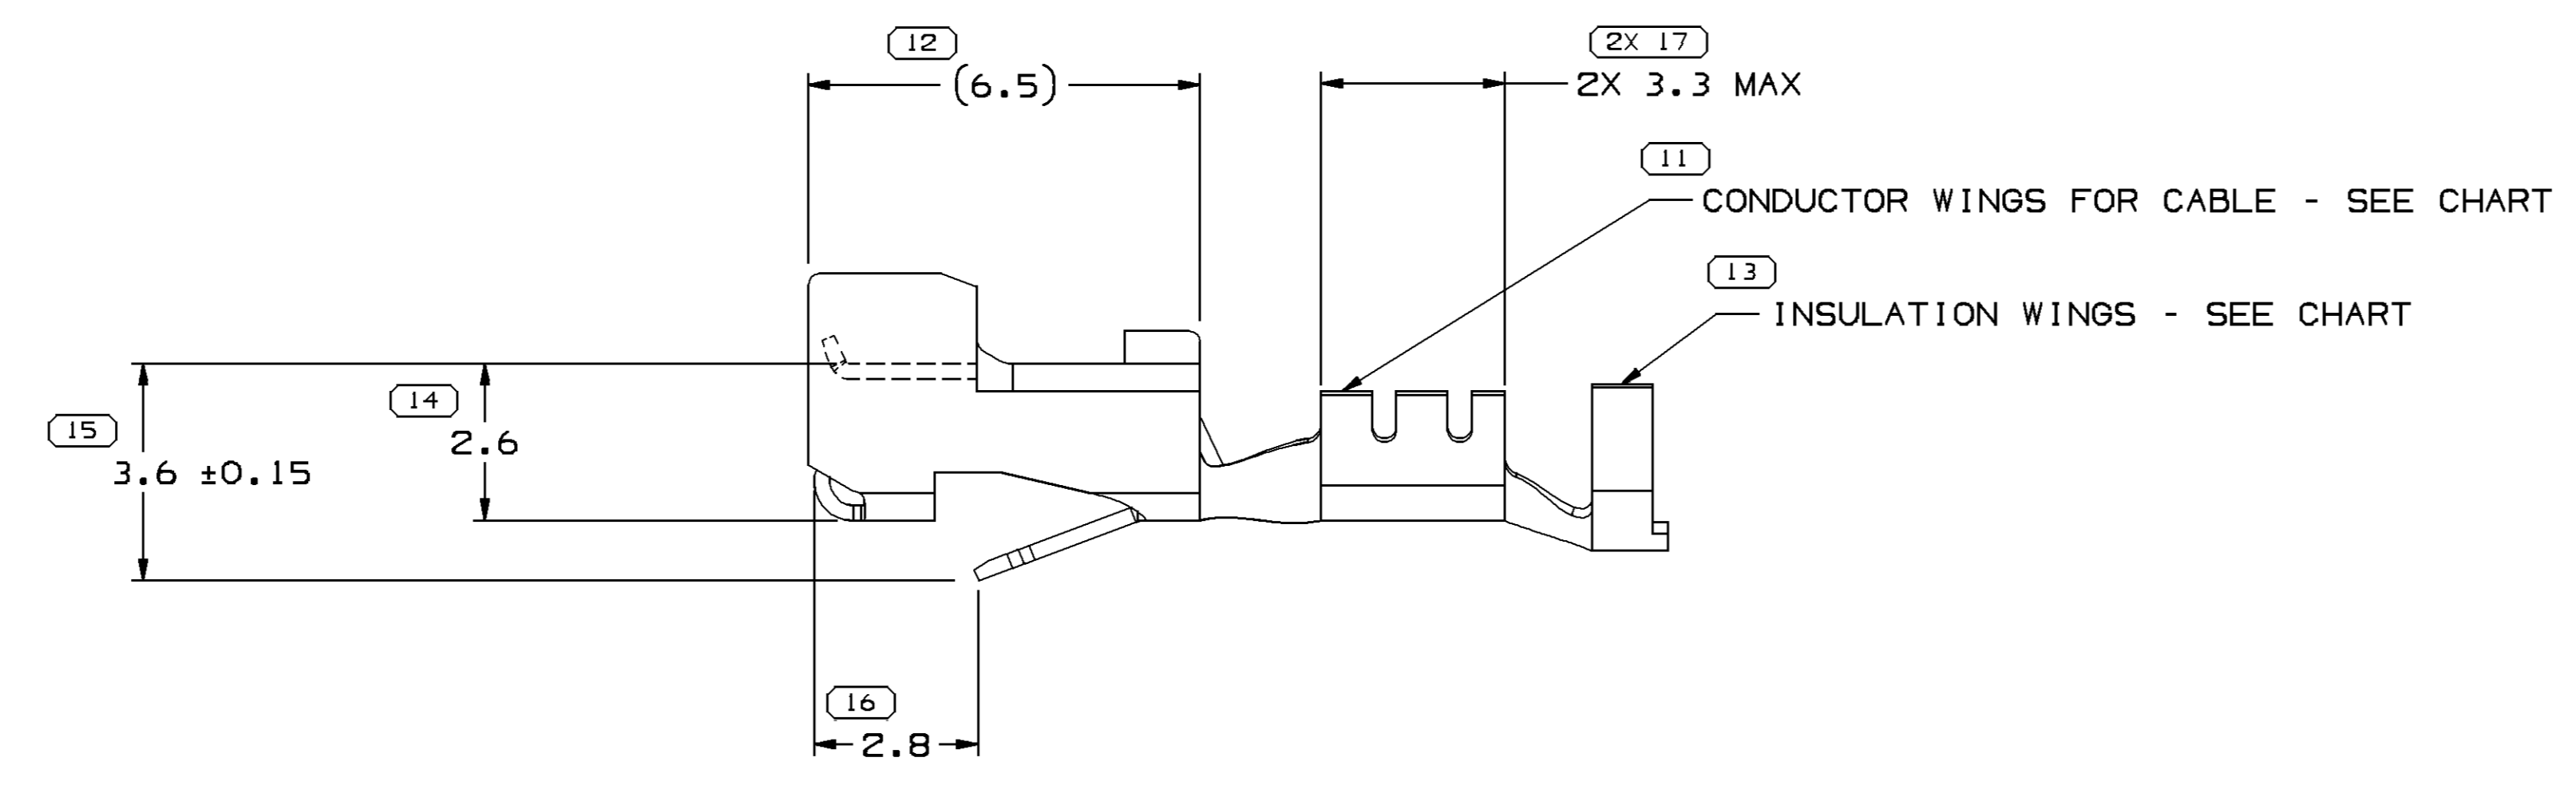 12
(6.5)
2X 17
2X 3.3 MAX
11
CONDUCTOR WINGS FOR CABLE - SEE CHART
13
INSULATION WINGS - SEE CHART
14
2.6
15
3.6 ±0.15
16
2.8